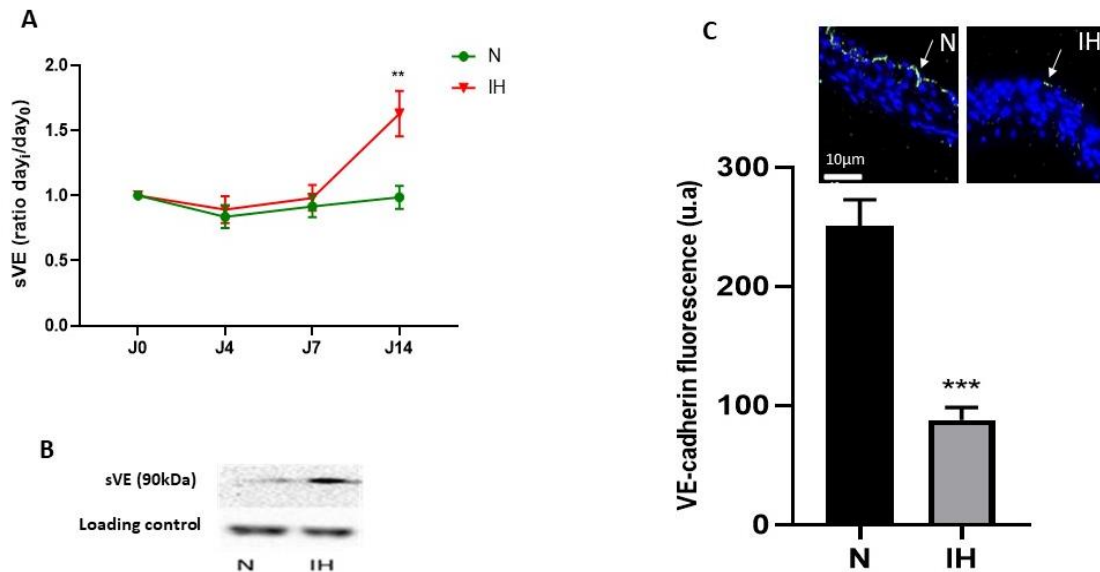 A
N
IH
2.0
**
1.5
1.0
0.5
0.0
sVE (ratio dayᵢ/day₀)
J0 J4 J7 J14
B
sVE (90kDa)
Loading control
N IH
C
N
IH
10μm
300
200
100
0
VE-cadherin fluorescence (u.a)
***
N IH